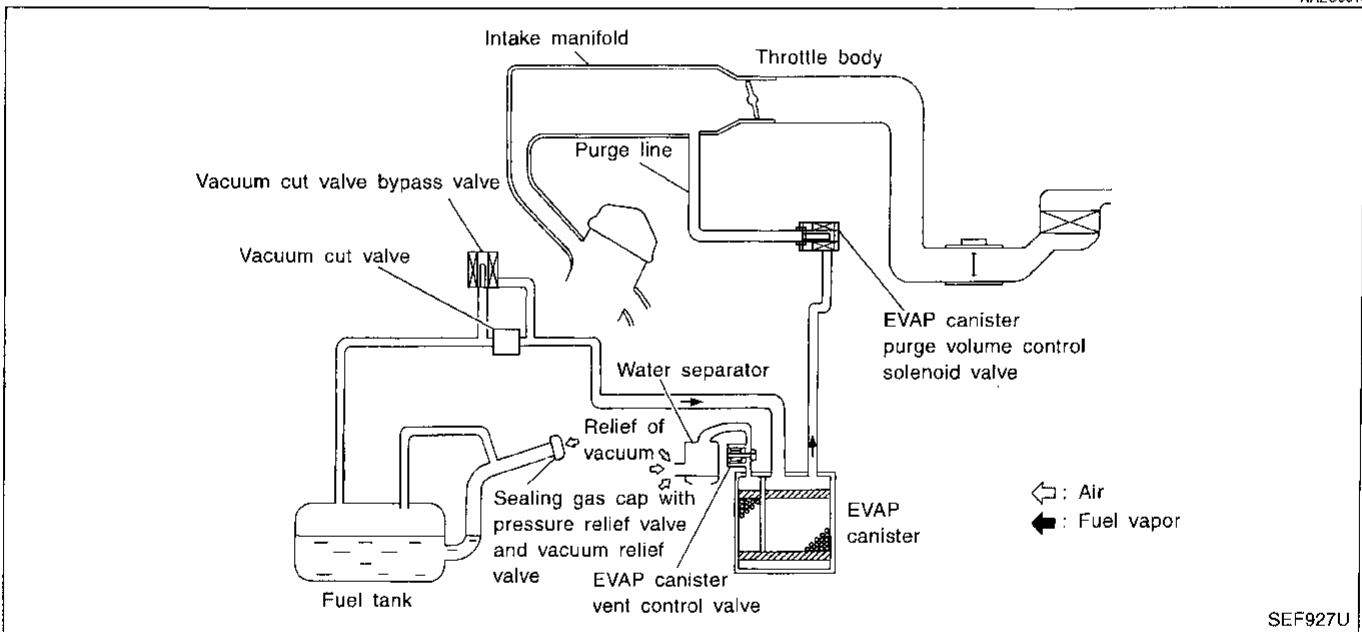 Intake manifold
Throttle body
Purge line
Vacuum cut valve bypass valve
Vacuum cut valve
EVAP canister
purge volume control
solenoid valve
Water separator
Relief of
vacuum
Sealing gas cap with
pressure relief valve
and vacuum relief
valve
EVAP canister
vent control valve
EVAP
canister
: Air
: Fuel vapor
Fuel tank
SEF927U